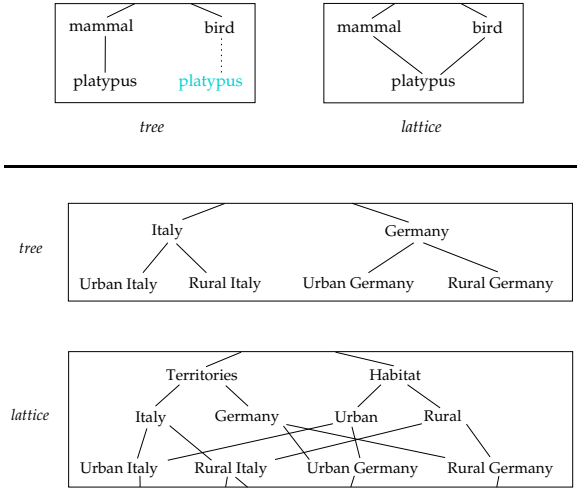 mammal bird mammal bird
platypus platypus platypus
tree lattice
Italy Germany
tree
Urban Italy Rural Italy Urban Germany Rural Germany
Territories Habitat
lattice Italy Germany Urban Rural
Urban Italy Rural Italy Urban Germany Rural Germany